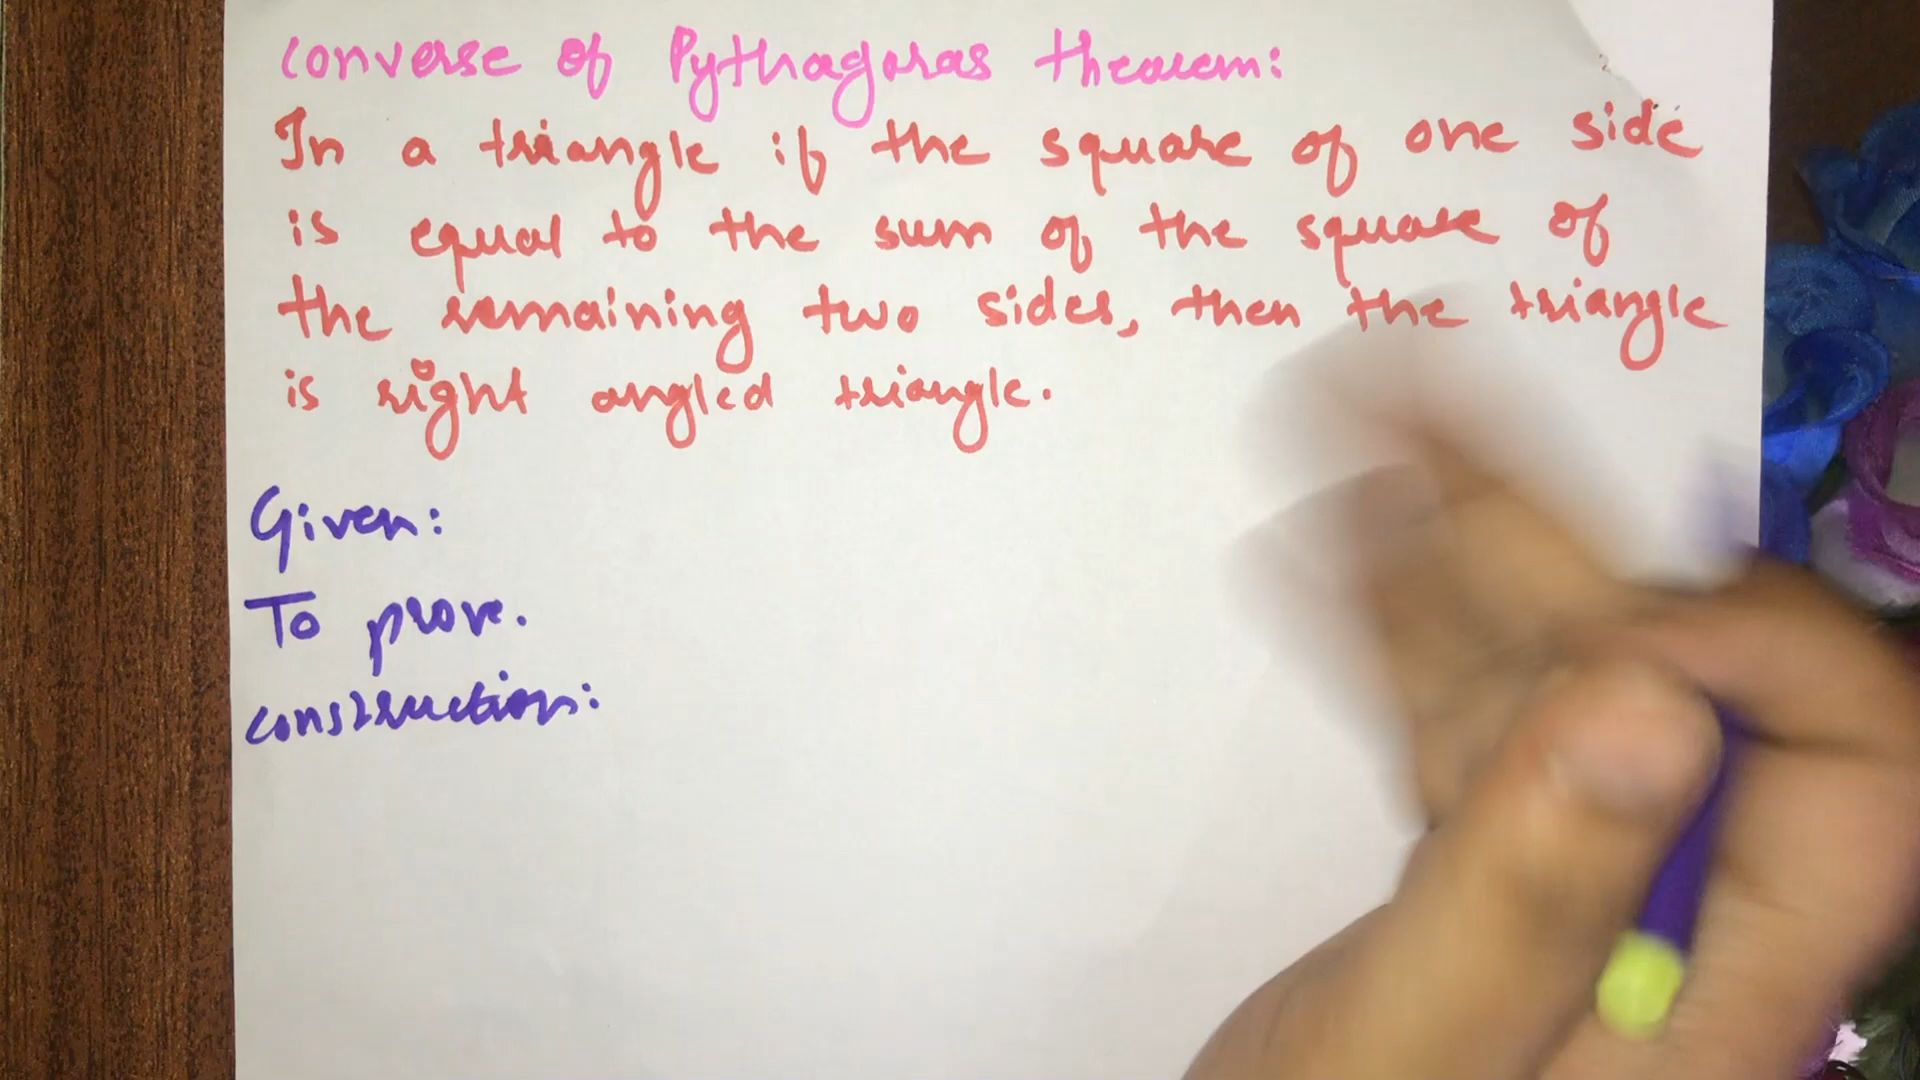 converse of Pythagoras theorem:
In a triangle if the square of one side
is equal to the sum of the square of
the remaining two sides, then the triangle
is right angled triangle.
Given:
To prove.
construction: